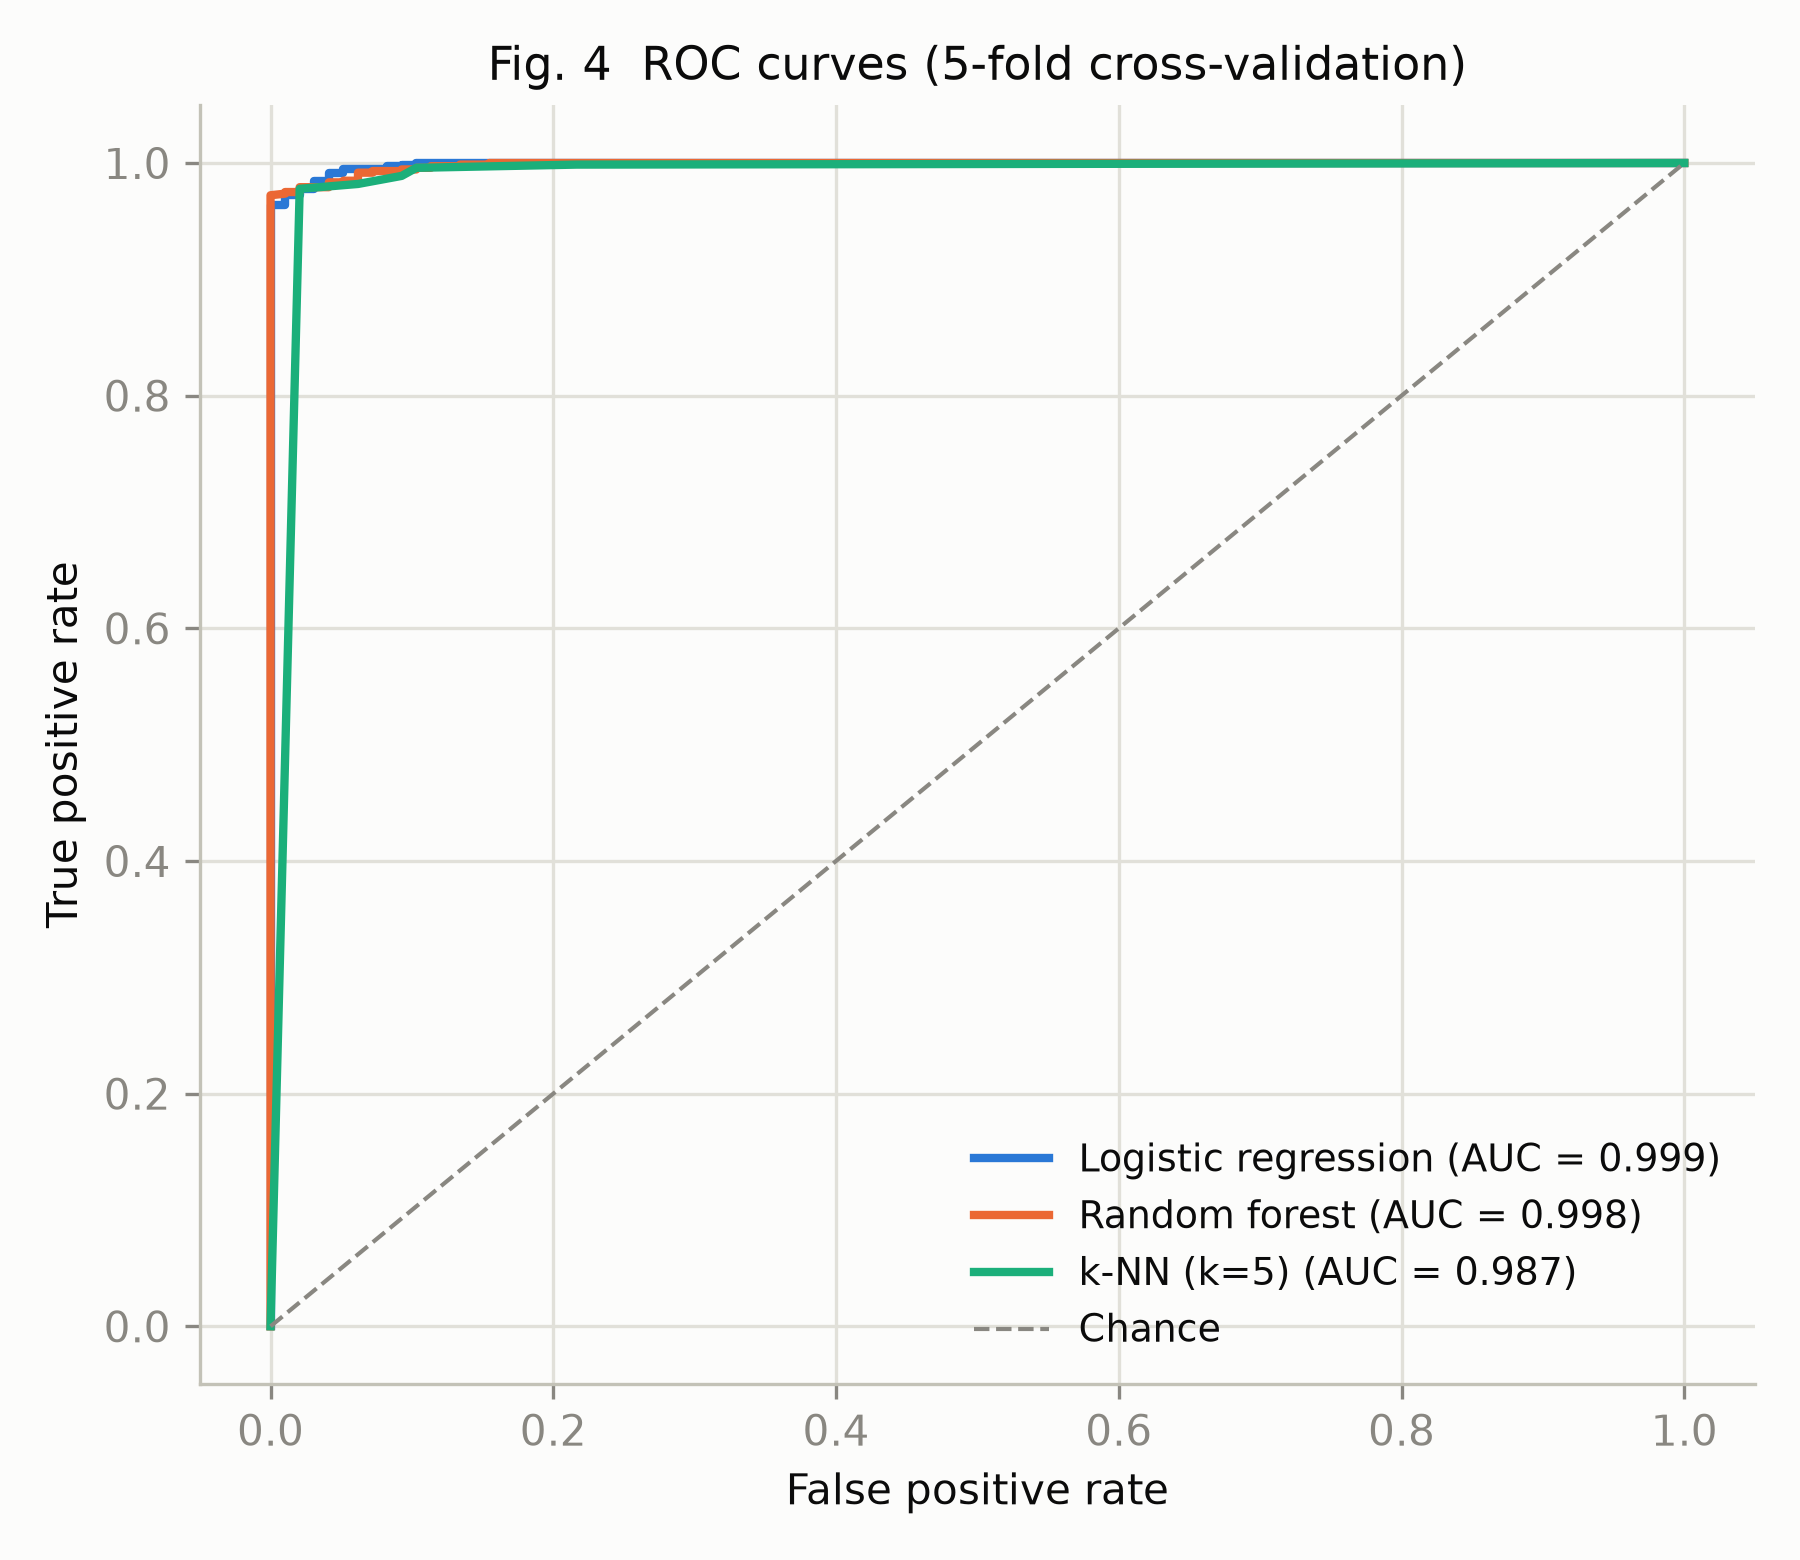 Fig. 4  ROC curves (5-fold cross-validation)
True positive rate
1.0
0.8
0.6
0.4
0.2
0.0
Logistic regression (AUC = 0.999)
Random forest (AUC = 0.998)
k-NN (k=5) (AUC = 0.987)
Chance
0.0 0.2 0.4 0.6 0.8 1.0
False positive rate